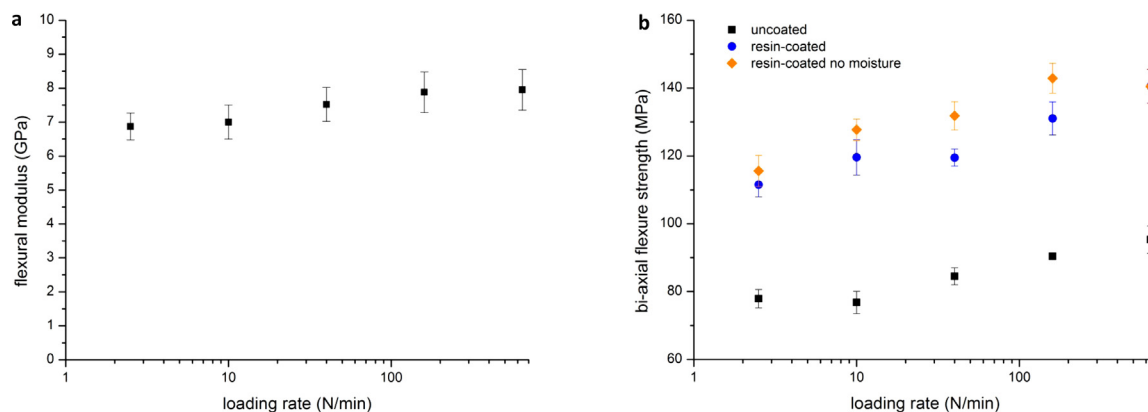 a
10
9
8
7
6
5
4
3
2
1
0
flexural modulus (GPa)
1
10
100
loading rate (N/min)
b
uncoated
resin-coated
resin-coated no moisture
160
140
120
100
80
60
bi-axial flexure strength (MPa)
1
10
100
loading rate (N/min)